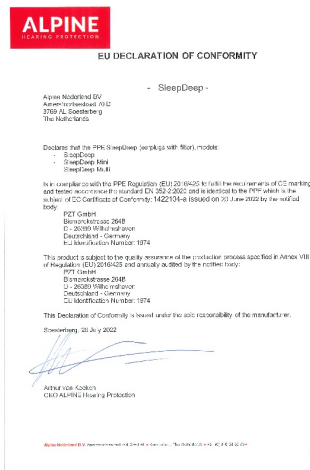 ALPINE
HEARING PROTECTION
EU DECLARATION OF CONFORMITY
- SleepDeep -
Alpine Nederland BV
Amersfoortsestraat 70 D
3769 AL Soesterberg
The Netherlands
Declares that the PPE SleepDeep (earplugs with filter), models:
- SleepDeep
- SleepDeep Mini
SleepDeep Multi
Is in compliance with the PPE Regulation (EU) 2016/425 to fulfil the requirements of CE marking
and tested accordance the standard EN 352-2:2020 and is identical to the PPE which is the
subject of EC Certificate of Conformity: 1422104-a issued on 20 June 2022 by the notified
body:
PZT GmbH
Bismarckstrasse 264B
D - 26389 Wilhelmshaven
Deutschland - Germany
EU Identification Number: 1974
This product is subject to the quality assurance of the production process specified in Annex VIII
of Regulation (EU) 2016/425 and annually audited by the notified body:
PZT GmbH
Bismarckstrasse 264B
D - 26389 Wilhelmshaven
Deutschland - Germany
EU Identification Number: 1974
This Declaration of Conformity is issued under the sole responsibility of the manufacturer.
Soesterberg, 28 July 2022
Arthur van Keeken
CEO ALPINE Hearing Protection
Alpine Nederland B.V.